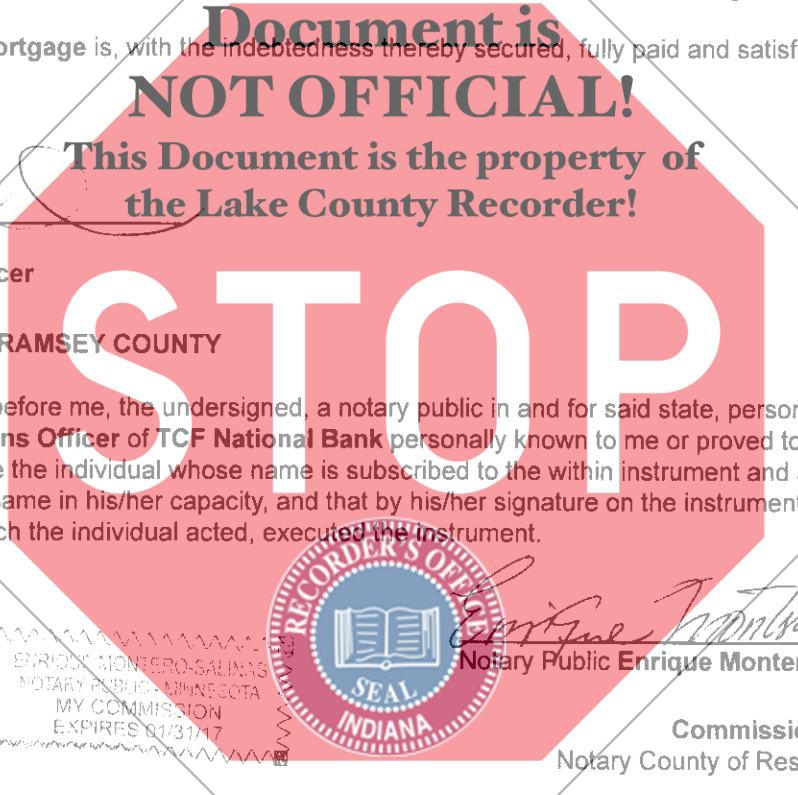 Document is
ortgage is, with the indebtedness thereby secured, fully paid and satisf
NOT OFFICIAL!
This Document is the property of
the Lake County Recorder!
cer
STOP
RAMSEY COUNTY
before me, the undersigned, a notary public in and for said state, person
ns Officer of TCF National Bank personally known to me or proved to
e the individual whose name is subscribed to the within instrument and
ame in his/her capacity, and that by his/her signature on the instrument
ch the individual acted, executed the instrument.
RECORDER'S OFFICE
SEAL
INDIANA
Enrique
Notary Public Enrique Monter
ENRIQUE MONTERO-SALINAS
NOTARY PUBLIC - MINNESOTA
MY COMMISSION
EXPIRES 01/31/17
Commissi
Notary County of Res